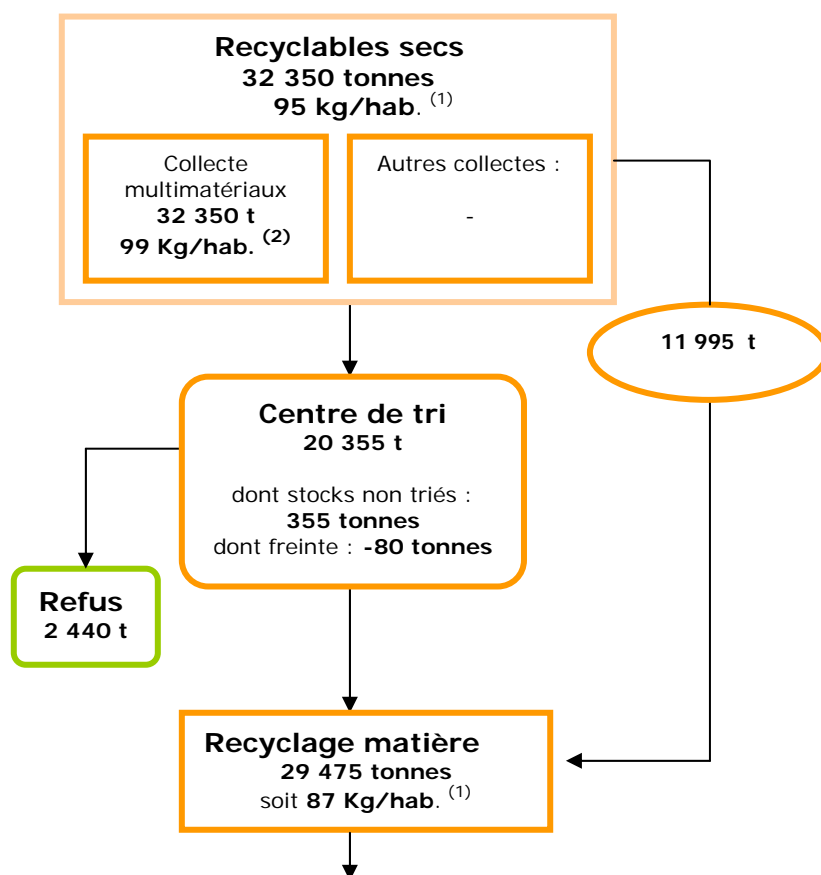 Recyclables secs
32 350 tonnes
95 kg/hab. (1)
Collecte
multimatériaux
32 350 t
99 Kg/hab. (2)
Autres collectes :
-
11 995 t
Centre de tri
20 355 t
dont stocks non triés :
355 tonnes
dont freinte : -80 tonnes
Refus
2 440 t
Recyclage matière
29 475 tonnes
soit 87 Kg/hab. (1)